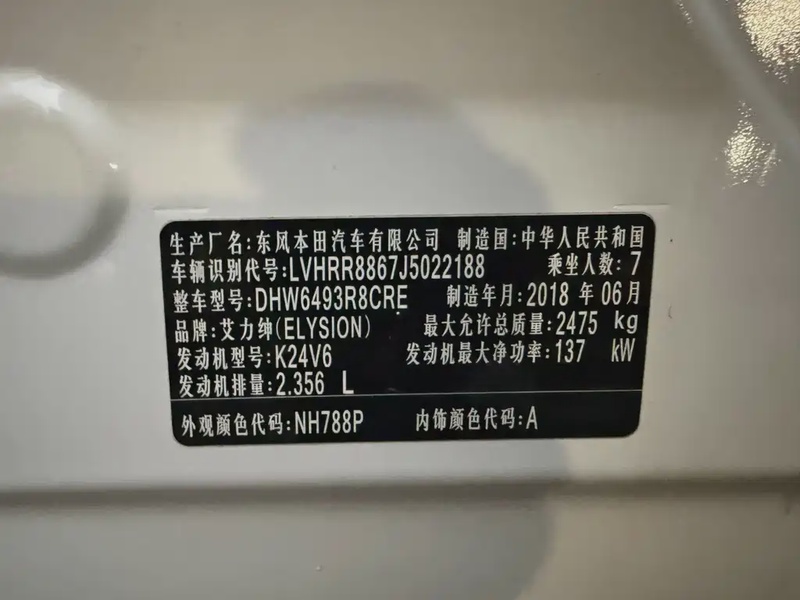 生产厂名:东风本田汽车有限公司 制造国:中华人民共和国
车辆识别代号:LVHRR8867J5022188 乘坐人数:7
整车型号:DHW6493R8CRE 制造年月:2018 年 06月
品牌:艾力绅(ELYSION) 最大允许总质量:2475 kg
发动机型号:K24V6 发动机最大净功率:137 kW
发动机排量:2.356 L
外观颜色代码:NH788P 内饰颜色代码:A